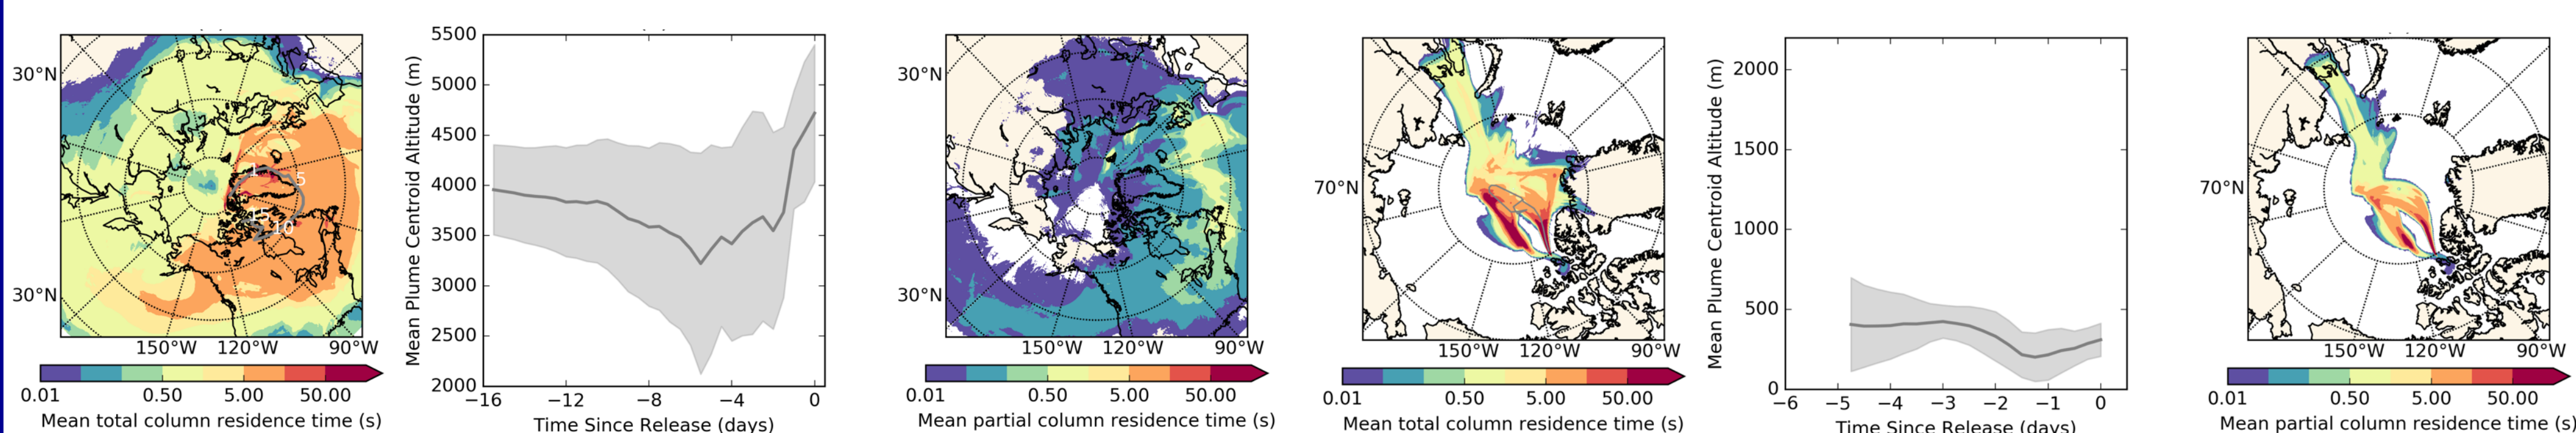 30°N
30°N
150°W 120°W 90°W
1
5
15
10
0.01 0.50 5.00 50.00
Mean total column residence time (s)
Mean Plume Centroid Altitude (m)
5500
5000
4500
4000
3500
3000
2500
2000
−16 −12 −8 −4 0
Time Since Release (days)
30°N
30°N
150°W 120°W 90°W
0.01 0.50 5.00 50.00
Mean partial column residence time (s)
70°N
150°W 120°W 90°W
0.01 0.50 5.00 50.00
Mean total column residence time (s)
Mean Plume Centroid Altitude (m)
2000
1500
1000
500
0
−6 −5 −4 −3 −2 −1 0
Time Since Release (days)
70°N
150°W 120°W 90°W
0.01 0.50 5.00 50.00
Mean partial column residence time (s)